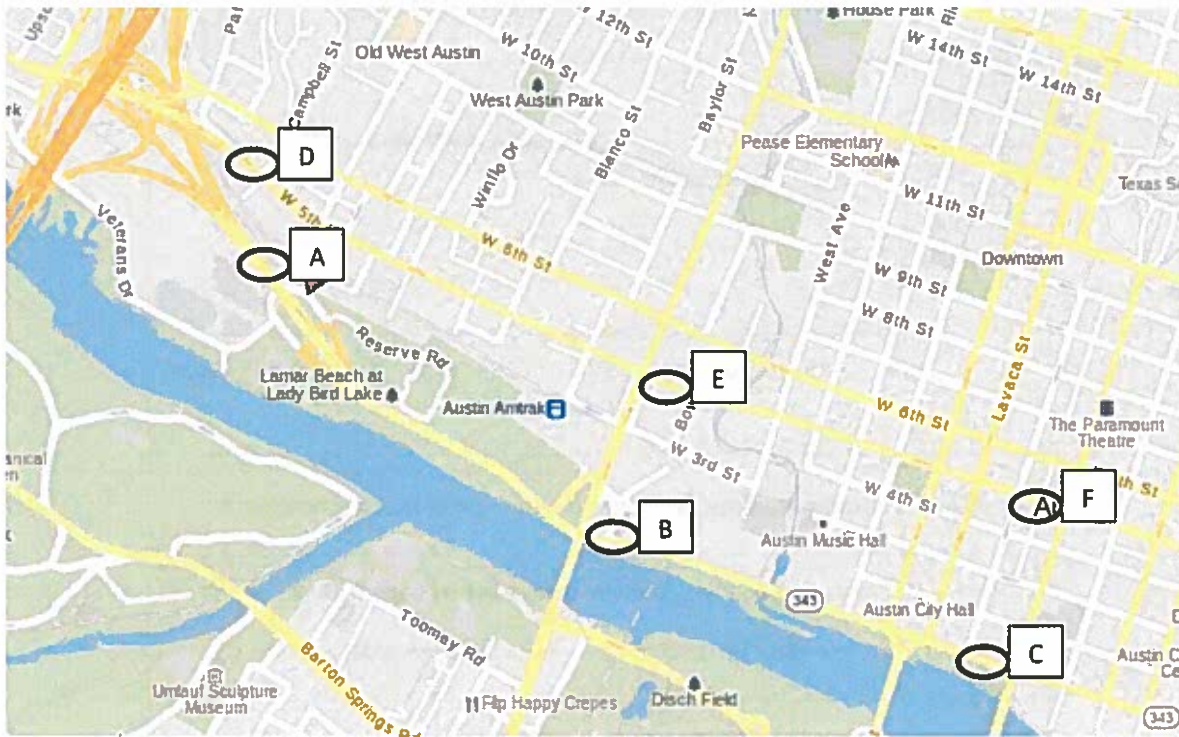 House Park
W 12th St
W 14th St
W 14th St
Campbell St
Old West Austin
W 10th St
Baylor St
West Austin Park
Blanco St
Pease Elementary
School
D
Winflo Dr
W 11th St
W 5th
Veterans Dr
W 6th St
West Ave
Downtown
A
W 9th St
W 8th St
Reserve Rd
Lavaca St
Lamar Beach at
Lady Bird Lake
E
Austin Amtrak
W 6th St
The Paramount
Theatre
W 3rd St
W 4th St
F
B
Austin Music Hall
343
Austin City Hall
Toomey Rd
C
Barton Springs Rd
Umlauf Sculpture
Museum
Flip Happy Crepes
Disch Field
343